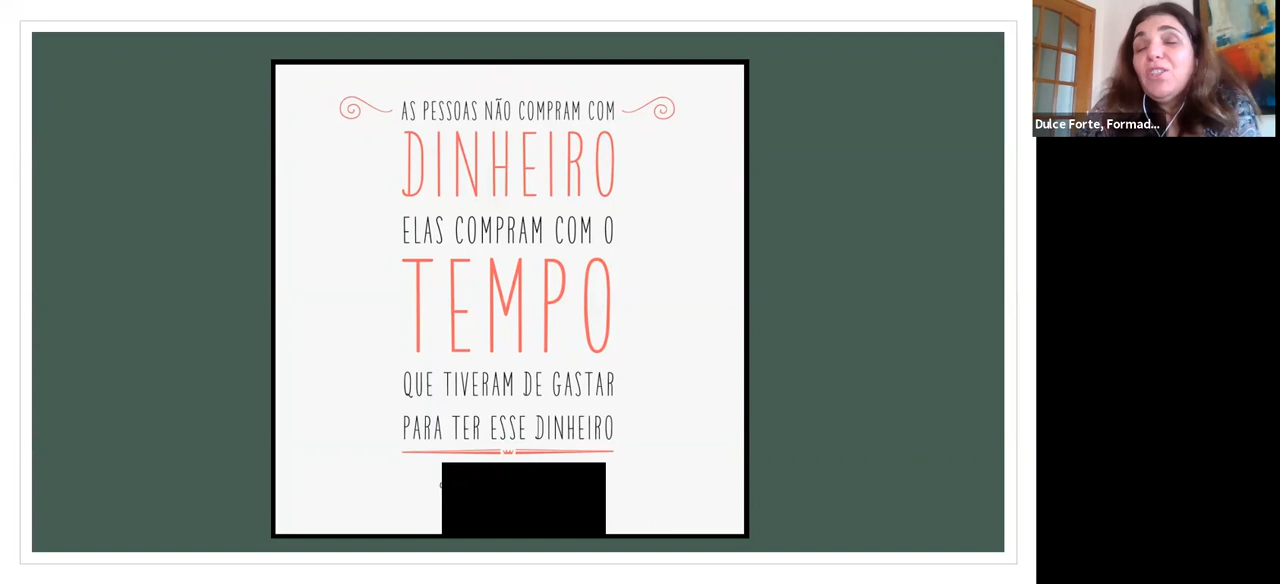 AS PESSOAS NÃO COMPRAM COM
DINHEIRO
ELAS COMPRAM COM O
TEMPO
QUE TIVERAM DE GASTAR
PARA TER ESSE DINHEIRO
Dulce Forte, Formad...